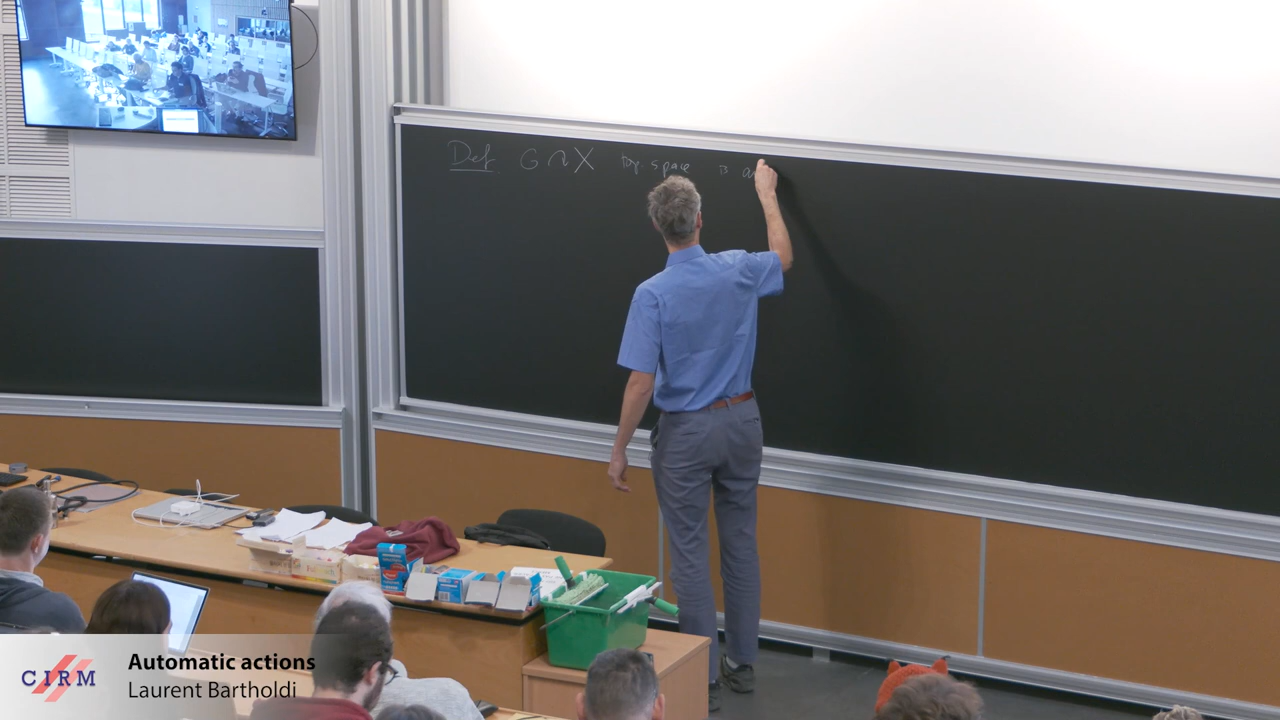 Def. G ↷ X top space is a
CIRM
Automatic actions
Laurent Bartholdi